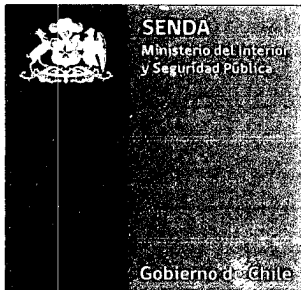 SENDA
Ministerio del Interior
y Seguridad Pública
Gobierno de Chile